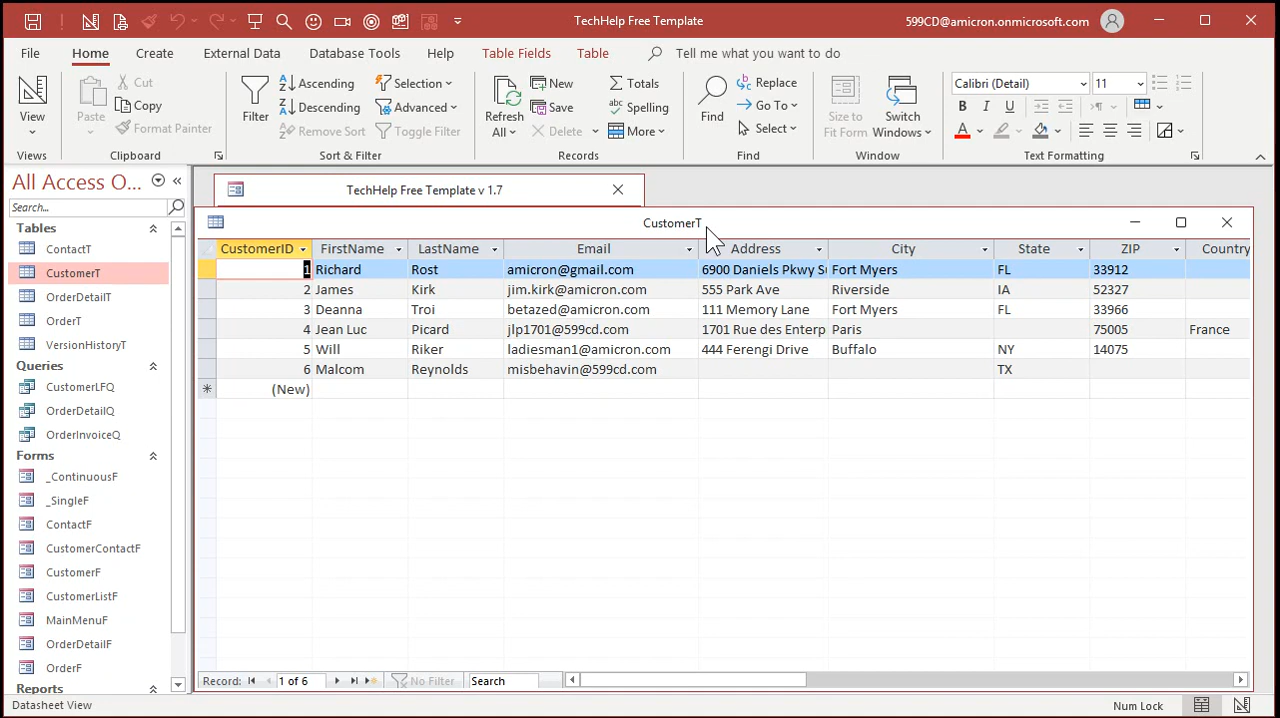 TechHelp Free Template
599CD@amicron.onmicrosoft.com
File Home Create External Data Database Tools Help Table Fields Table Tell me what you want to do
View
Views
Paste
Cut
Copy
Format Painter
Clipboard
Filter
Ascending
Descending
Remove Sort
Selection
Advanced
Toggle Filter
Sort & Filter
Refresh
All
New
Save
Delete
Totals
Spelling
More
Records
Find
Replace
Go To
Select
Find
Size to
Fit Form
Switch
Windows
Window
Calibri (Detail) 11
B I U
A
Text Formatting
All Access O...
Search...
Tables
ContactT
CustomerT
OrderDetailT
OrderT
VersionHistoryT
Queries
CustomerLFQ
OrderDetailQ
OrderInvoiceQ
Forms
_ContinuousF
_SingleF
ContactF
CustomerContactF
CustomerF
CustomerListF
MainMenuF
OrderDetailF
OrderF
Reports
TechHelp Free Template v 1.7
CustomerT
CustomerID FirstName LastName Email Address City State ZIP Country
1 Richard Rost amicron@gmail.com 6900 Daniels Pkwy Su Fort Myers FL 33912
2 James Kirk jim.kirk@amicron.com 555 Park Ave Riverside IA 52327
3 Deanna Troi betazed@amicron.com 111 Memory Lane Fort Myers FL 33966
4 Jean Luc Picard jlp1701@599cd.com 1701 Rue des Enterp Paris 75005 France
5 Will Riker ladiesman1@amicron.com 444 Ferengi Drive Buffalo NY 14075
6 Malcom Reynolds misbehavin@599cd.com TX
(New)
Record: 1 of 6 No Filter Search
Datasheet View
Num Lock